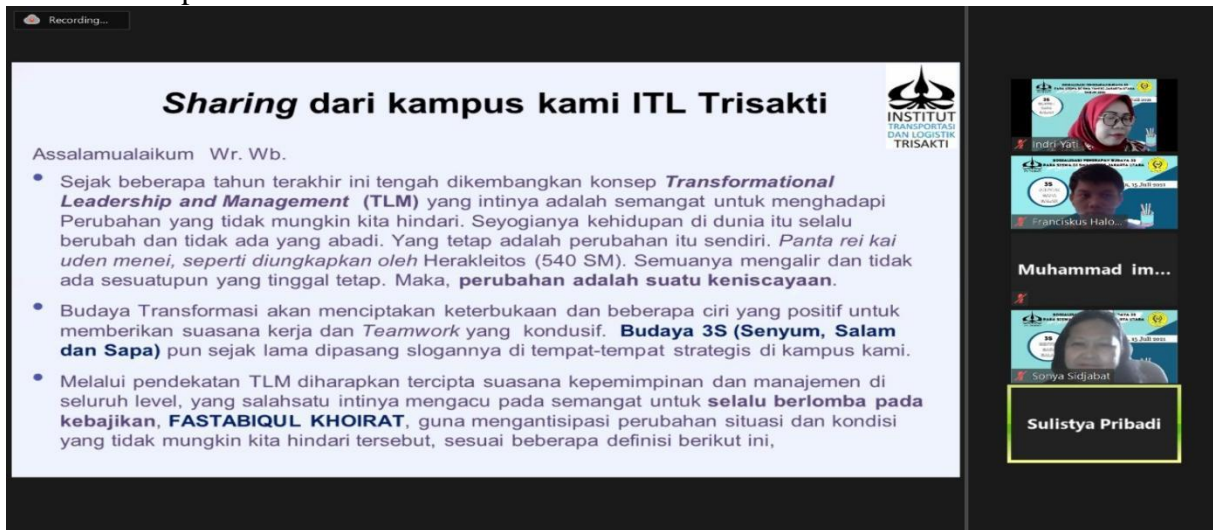 Recording...
Sharing dari kampus kami ITL Trisakti
INSTITUT
TRANSPORTASI
DAN LOGISTIK
TRISAKTI
Assalamualaikum Wr. Wb.
• Sejak beberapa tahun terakhir ini tengah dikembangkan konsep Transformational
Leadership and Management (TLM) yang intinya adalah semangat untuk menghadapi
Perubahan yang tidak mungkin kita hindari. Seyogianya kehidupan di dunia itu selalu
berubah dan tidak ada yang abadi. Yang tetap adalah perubahan itu sendiri. Panta rei kai
uden menei, seperti diungkapkan oleh Herakleitos (540 SM). Semuanya mengalir dan tidak
ada sesuatupun yang tinggal tetap. Maka, perubahan adalah suatu keniscayaan.
• Budaya Transformasi akan menciptakan keterbukaan dan beberapa ciri yang positif untuk
memberikan suasana kerja dan Teamwork yang kondusif. Budaya 3S (Senyum, Salam
dan Sapa) pun sejak lama dipasang slogannya di tempat-tempat strategis di kampus kami.
• Melalui pendekatan TLM diharapkan tercipta suasana kepemimpinan dan manajemen di
seluruh level, yang salahsatu intinya mengacu pada semangat untuk selalu berlomba pada
kebajikan, FASTABIQUL KHOIRAT, guna mengantisipasi perubahan situasi dan kondisi
yang tidak mungkin kita hindari tersebut, sesuai beberapa definisi berikut ini,
3S
Indri Yati
3S
15 Juli 2021
Franciskus Halo...
Muhammad im...
3S
15 Juli 2021
Sonya Sidjabat
Sulistya Pribadi